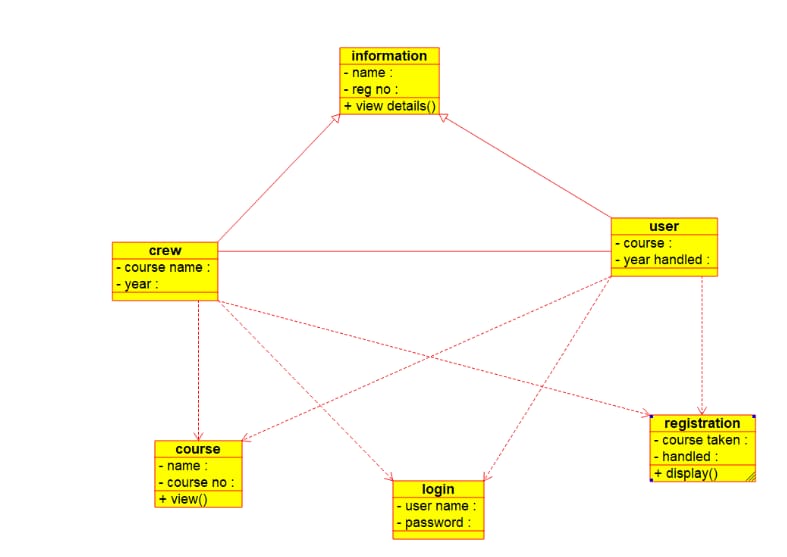 information
- name :
- reg no :
+ view details()
user
- course :
- year handled :
crew
- course name :
- year :
registration
- course taken :
- handled :
+ display()
course
- name :
- course no :
+ view()
login
- user name :
- password :